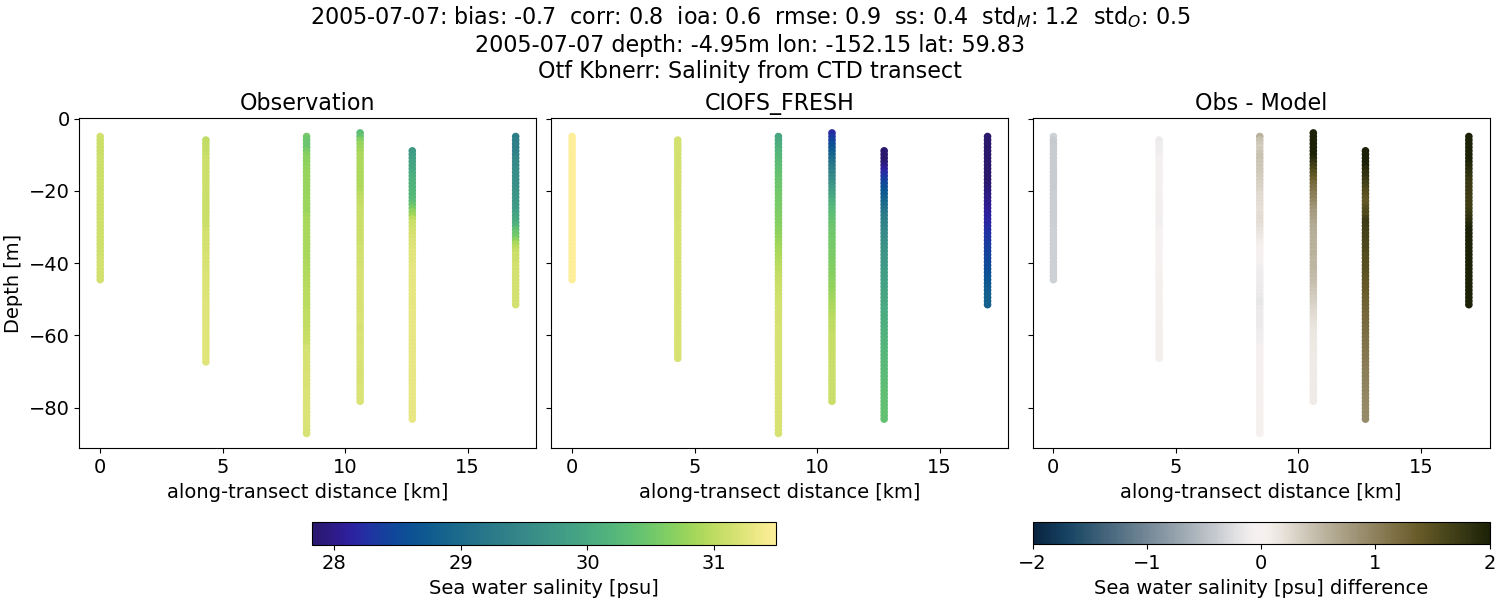 2005-07-07: bias: -0.7  corr: 0.8  ioa: 0.6  rmse: 0.9  ss: 0.4  std_M: 1.2  std_O: 0.5
2005-07-07 depth: -4.95m lon: -152.15 lat: 59.83
Otf Kbnerr: Salinity from CTD transect
Observation
CIOFS_FRESH
Obs - Model
Depth [m]
0
−20
−40
−60
−80
0 5 10 15
0 5 10 15
0 5 10 15
along-transect distance [km]
along-transect distance [km]
along-transect distance [km]
28 29 30 31
Sea water salinity [psu]
−2 −1 0 1 2
Sea water salinity [psu] difference